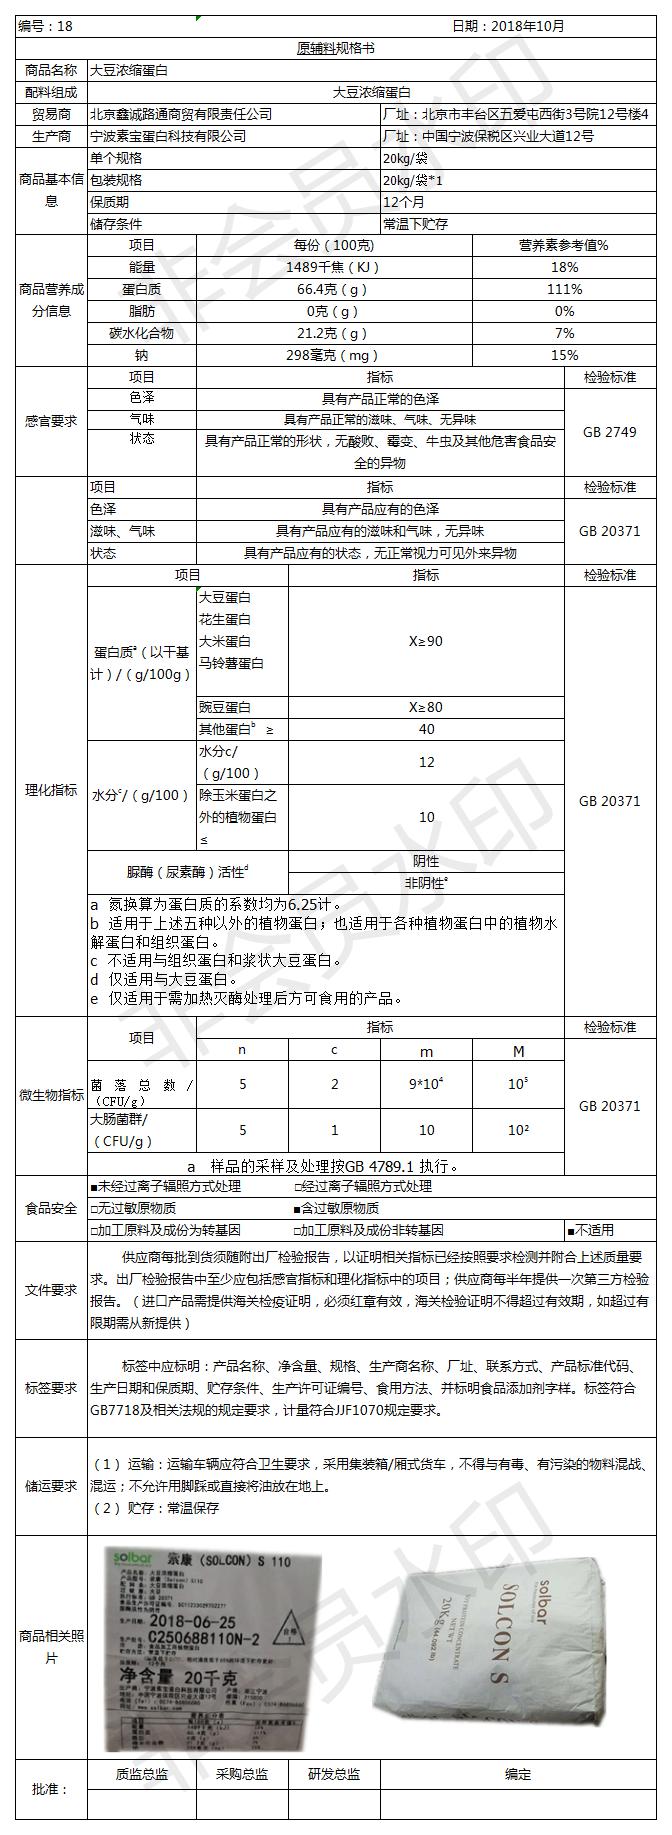 编号：18 日期：2018年10月
原辅料规格书
商品名称 大豆浓缩蛋白
配料组成 大豆浓缩蛋白
贸易商 北京鑫诚路通商贸有限责任公司 厂址：北京市丰台区五爱屯西街3号院12号楼4
生产商 宁波素宝蛋白科技有限公司 厂址：中国宁波保税区兴业大道12号
商品基本信息
单个规格 20kg/袋
包装规格 20kg/袋*1
保质期 12个月
储存条件 常温下贮存
商品营养成分信息
项目 每份（100克) 营养素参考值%
能量 1489千焦（KJ） 18%
蛋白质 66.4克（g） 111%
脂肪 0克（g） 0%
碳水化合物 21.2克（g） 7%
钠 298毫克（mg） 15%
感官要求
项目 指标 检验标准
色泽 具有产品正常的色泽
气味 具有产品正常的滋味、气味、无异味
GB 2749
状态 具有产品正常的形状，无酸败、霉变、牛虫及其他危害食品安
全的异物
项目 指标 检验标准
色泽 具有产品应有的色泽
滋味、气味 具有产品应有的滋味和气味，无异味 GB 20371
状态 具有产品应有的状态，无正常视力可见外来异物
理化指标
项目 指标 检验标准
蛋白质ª（以干基
计）/（g/100g）
大豆蛋白
花生蛋白
大米蛋白
马铃薯蛋白
X≥90
豌豆蛋白 X≥80
其他蛋白ᵇ ≥ 40
水分ᶜ/（g/100）
水分c/
（g/100）
12
除玉米蛋白之
外的植物蛋白
≤
10
GB 20371
脲酶（尿素酶）活性ᵈ
阴性
非阴性ᵉ
a 氮换算为蛋白质的系数均为6.25计。
b 适用于上述五种以外的植物蛋白；也适用于各种植物蛋白中的植物水
解蛋白和组织蛋白。
c 不适用与组织蛋白和浆状大豆蛋白。
d 仅适用与大豆蛋白。
e 仅适用于需加热灭酶处理后方可食用的产品。
微生物指标
项目 指标 检验标准
n c m M
菌落总数/
（CFU/g）
5 2 9*10⁴ 10⁵
大肠菌群/
（CFU/g）
5 1 10 10²
GB 20371
a 样品的采样及处理按GB 4789.1 执行。
食品安全
■未经过离子辐照方式处理 □经过离子辐照方式处理
□无过敏原物质 ■含过敏原物质
□加工原料及成份为转基因 □加工原料及成份非转基因 ■不适用
文件要求
供应商每批到货须随附出厂检验报告，以证明相关指标已经按照要求检测并附合上述质量要
求。出厂检验报告中至少应包括感官指标和理化指标中的项目；供应商每半年提供一次第三方检验
报告。（进口产品需提供海关检疫证明，必须红章有效，海关检验证明不得超过有效期，如超过有
限期需从新提供）
标签要求
标签中应标明：产品名称、净含量、规格、生产商名称、厂址、联系方式、产品标准代码、
生产日期和保质期、贮存条件、生产许可证编号、食用方法、并标明食品添加剂字样。标签符合
GB7718及相关法规的规定要求，计量符合JJF1070规定要求。
储运要求
（1） 运输：运输车辆应符合卫生要求，采用集装箱/厢式货车，不得与有毒、有污染的物料混战、
混运；不允许用脚踩或直接将油放在地上。
（2） 贮存：常温保存
商品相关照片
solbar 索康（SOLCON）S 110
2018-06-25
C250688110N-2
合格
净含量 20千克
solbar
SOLCON S
SOY PROTEIN CONCENTRATE
NET WT
20KG (44.092 lb)
批准：
质监总监 采购总监 研发总监 编定
非会员水印
非会员水印
非会员水印